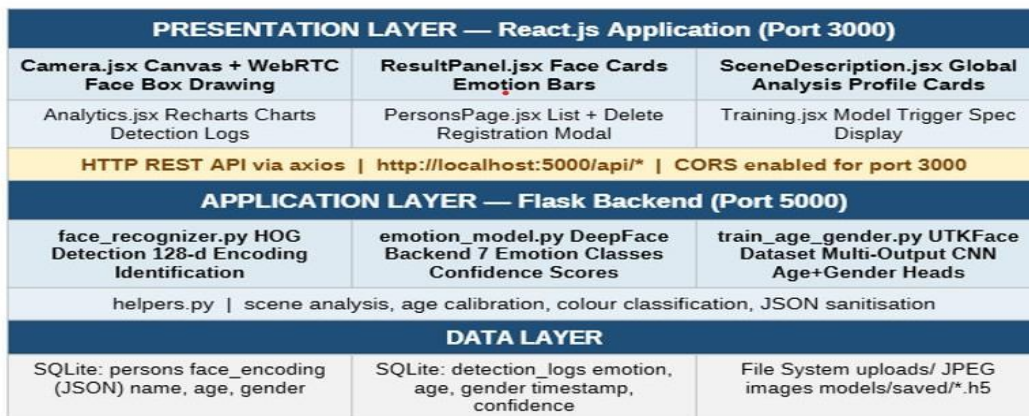 PRESENTATION LAYER — React.js Application (Port 3000)
Camera.jsx Canvas + WebRTC
Face Box Drawing
ResultPanel.jsx Face Cards
Emotion Bars
SceneDescription.jsx Global
Analysis Profile Cards
Analytics.jsx Recharts Charts
Detection Logs
PersonsPage.jsx List + Delete
Registration Modal
Training.jsx Model Trigger Spec
Display
HTTP REST API via axios | http://localhost:5000/api/* | CORS enabled for port 3000
APPLICATION LAYER — Flask Backend (Port 5000)
face_recognizer.py HOG
Detection 128-d Encoding
Identification
emotion_model.py DeepFace
Backend 7 Emotion Classes
Confidence Scores
train_age_gender.py UTKFace
Dataset Multi-Output CNN
Age+Gender Heads
helpers.py | scene analysis, age calibration, colour classification, JSON sanitisation
DATA LAYER
SQLite: persons face_encoding
(JSON) name, age, gender
SQLite: detection_logs emotion,
age, gender timestamp,
confidence
File System uploads/ JPEG
images models/saved/*.h5